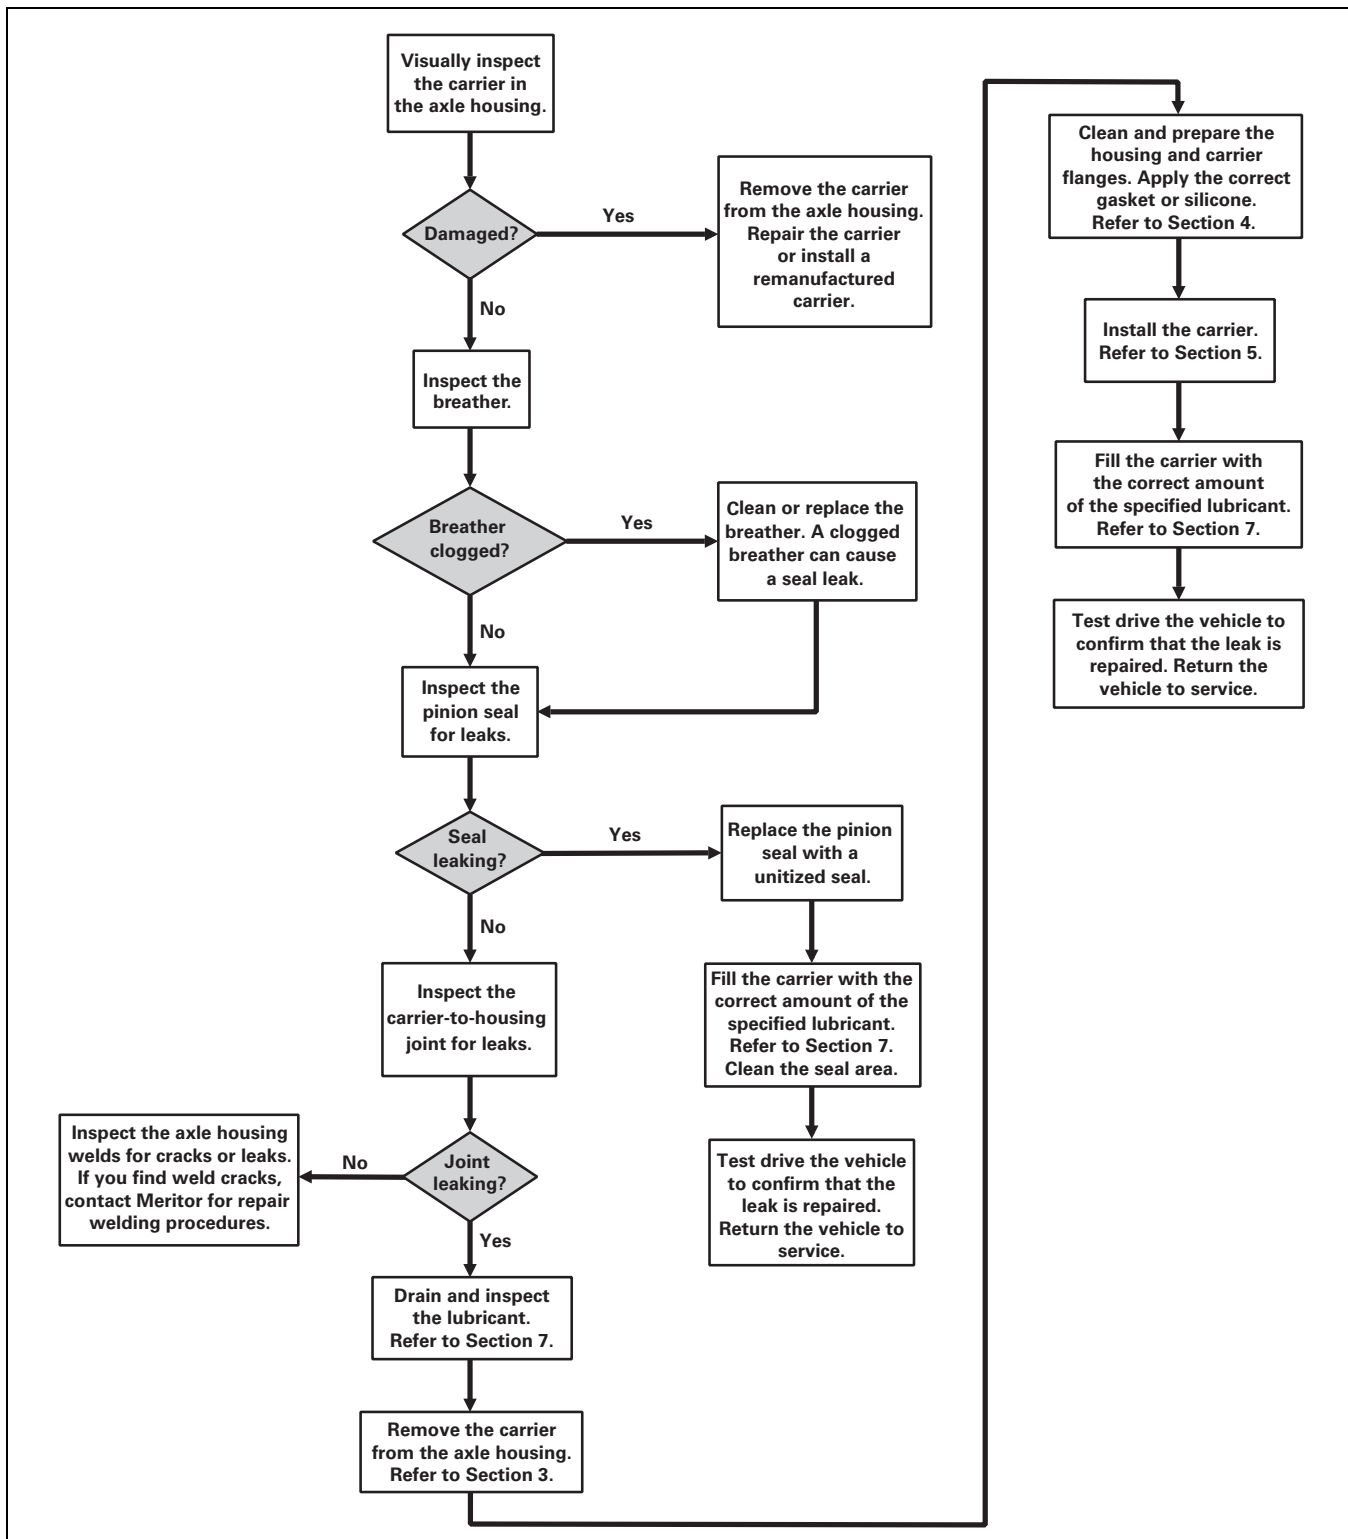 Visually inspect
the carrier in
the axle housing.
Damaged?
Yes
Remove the carrier
from the axle housing.
Repair the carrier
or install a
remanufactured
carrier.
No
Inspect the
breather.
Breather
clogged?
Yes
Clean or replace the
breather. A clogged
breather can cause
a seal leak.
No
Inspect the
pinion seal
for leaks.
Seal
leaking?
Yes
Replace the pinion
seal with a
unitized seal.
Fill the carrier with the
correct amount of the
specified lubricant.
Refer to Section 7.
Clean the seal area.
Test drive the vehicle
to confirm that the
leak is repaired.
Return the vehicle to
service.
No
Inspect the
carrier-to-housing
joint for leaks.
Joint
leaking?
No
Inspect the axle housing
welds for cracks or leaks.
If you find weld cracks,
contact Meritor for repair
welding procedures.
Yes
Drain and inspect
the lubricant.
Refer to Section 7.
Remove the carrier
from the axle housing.
Refer to Section 3.
Clean and prepare the
housing and carrier
flanges. Apply the correct
gasket or silicone.
Refer to Section 4.
Install the carrier.
Refer to Section 5.
Fill the carrier with
the correct amount
of the specified lubricant.
Refer to Section 7.
Test drive the vehicle to
confirm that the leak is
repaired. Return the
vehicle to service.